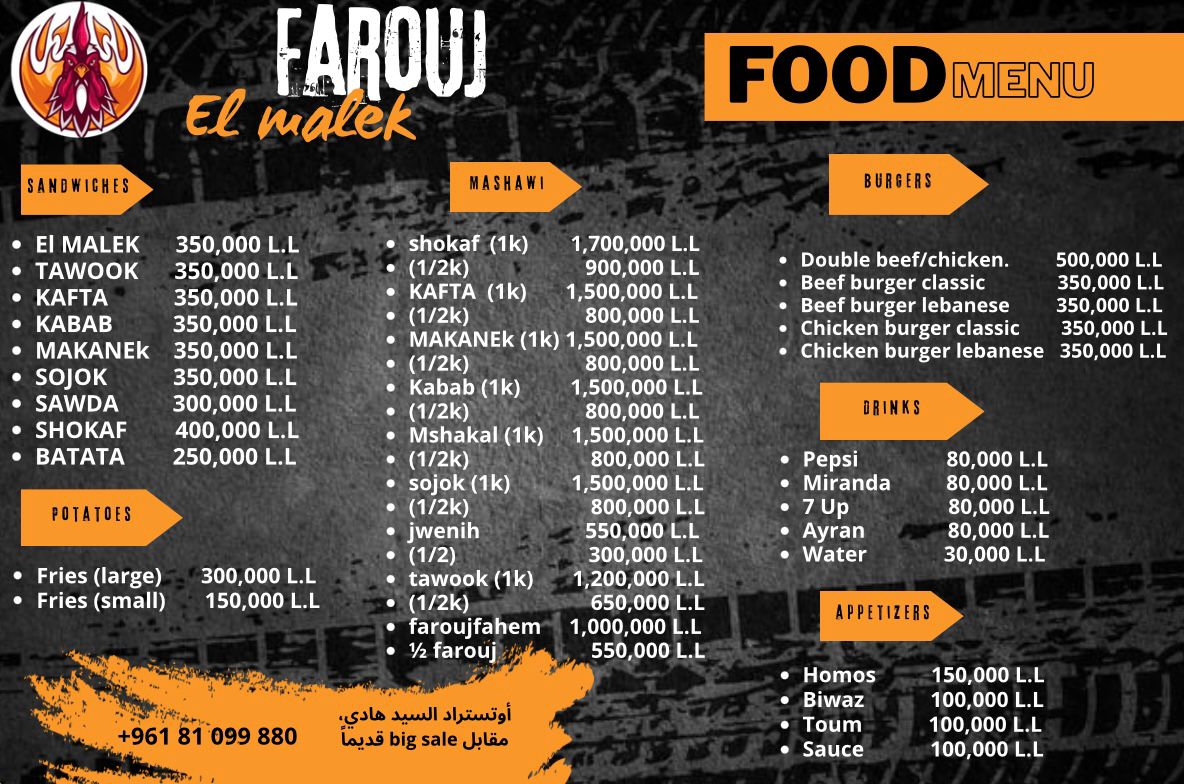 FAROUJ
El malek
FOOD MENU
SANDWICHES
El MALEK 350,000 L.L
TAWOOK 350,000 L.L
KAFTA 350,000 L.L
KABAB 350,000 L.L
MAKANEk 350,000 L.L
SOJOK 350,000 L.L
SAWDA 300,000 L.L
SHOKAF 400,000 L.L
BATATA 250,000 L.L
POTATOES
Fries (large) 300,000 L.L
Fries (small) 150,000 L.L
MASHAWI
shokaf (1k) 1,700,000 L.L
(1/2k) 900,000 L.L
KAFTA (1k) 1,500,000 L.L
(1/2k) 800,000 L.L
MAKANEk (1k) 1,500,000 L.L
(1/2k) 800,000 L.L
Kabab (1k) 1,500,000 L.L
(1/2k) 800,000 L.L
Mshakal (1k) 1,500,000 L.L
(1/2k) 800,000 L.L
sojok (1k) 1,500,000 L.L
(1/2k) 800,000 L.L
jwenih 550,000 L.L
(1/2) 300,000 L.L
tawook (1k) 1,200,000 L.L
(1/2k) 650,000 L.L
faroujfahem 1,000,000 L.L
½ farouj 550,000 L.L
BURGERS
Double beef/chicken. 500,000 L.L
Beef burger classic 350,000 L.L
Beef burger lebanese 350,000 L.L
Chicken burger classic 350,000 L.L
Chicken burger lebanese 350,000 L.L
DRINKS
Pepsi 80,000 L.L
Miranda 80,000 L.L
7 Up 80,000 L.L
Ayran 80,000 L.L
Water 30,000 L.L
APPETIZERS
Homos 150,000 L.L
Biwaz 100,000 L.L
Toum 100,000 L.L
Sauce 100,000 L.L
+961 81 099 880
أوتستراد السيد هادي،
مقابل big sale قديماً